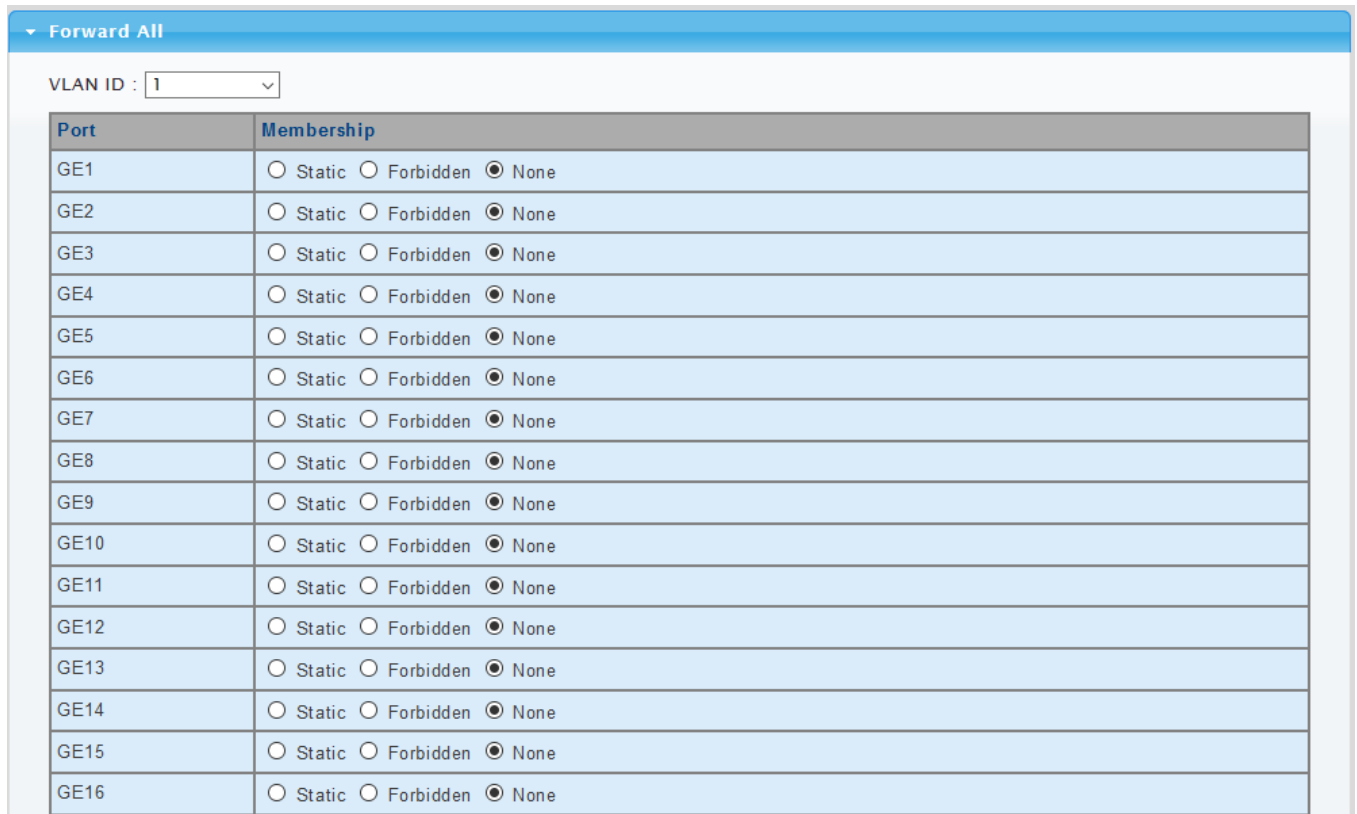 Forward All
VLAN ID : 1
Port Membership
GE1 Static Forbidden None
GE2 Static Forbidden None
GE3 Static Forbidden None
GE4 Static Forbidden None
GE5 Static Forbidden None
GE6 Static Forbidden None
GE7 Static Forbidden None
GE8 Static Forbidden None
GE9 Static Forbidden None
GE10 Static Forbidden None
GE11 Static Forbidden None
GE12 Static Forbidden None
GE13 Static Forbidden None
GE14 Static Forbidden None
GE15 Static Forbidden None
GE16 Static Forbidden None